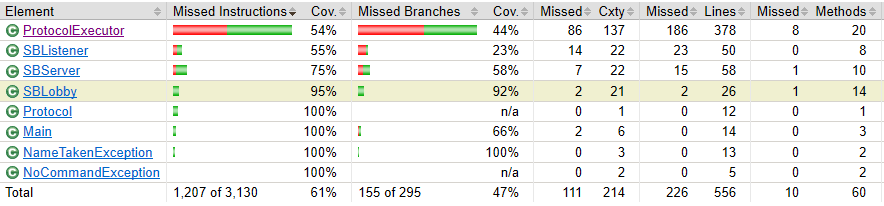 Element Missed Instructions Cov. Missed Branches Cov. Missed Cxty Missed Lines Missed Methods
C ProtocolExecutor 54% 44% 86 137 186 378 8 20
C SBListener 55% 23% 14 22 23 50 0 8
C SBServer 75% 58% 7 22 15 58 1 10
C SBLobby 95% 92% 2 21 2 26 1 14
C Protocol 100% n/a 0 1 0 12 0 1
C Main 100% 66% 2 6 0 14 0 3
C NameTakenException 100% 100% 0 3 0 13 0 2
C NoCommandException 100% n/a 0 2 0 5 0 2
Total 1,207 of 3,130 61% 155 of 295 47% 111 214 226 556 10 60